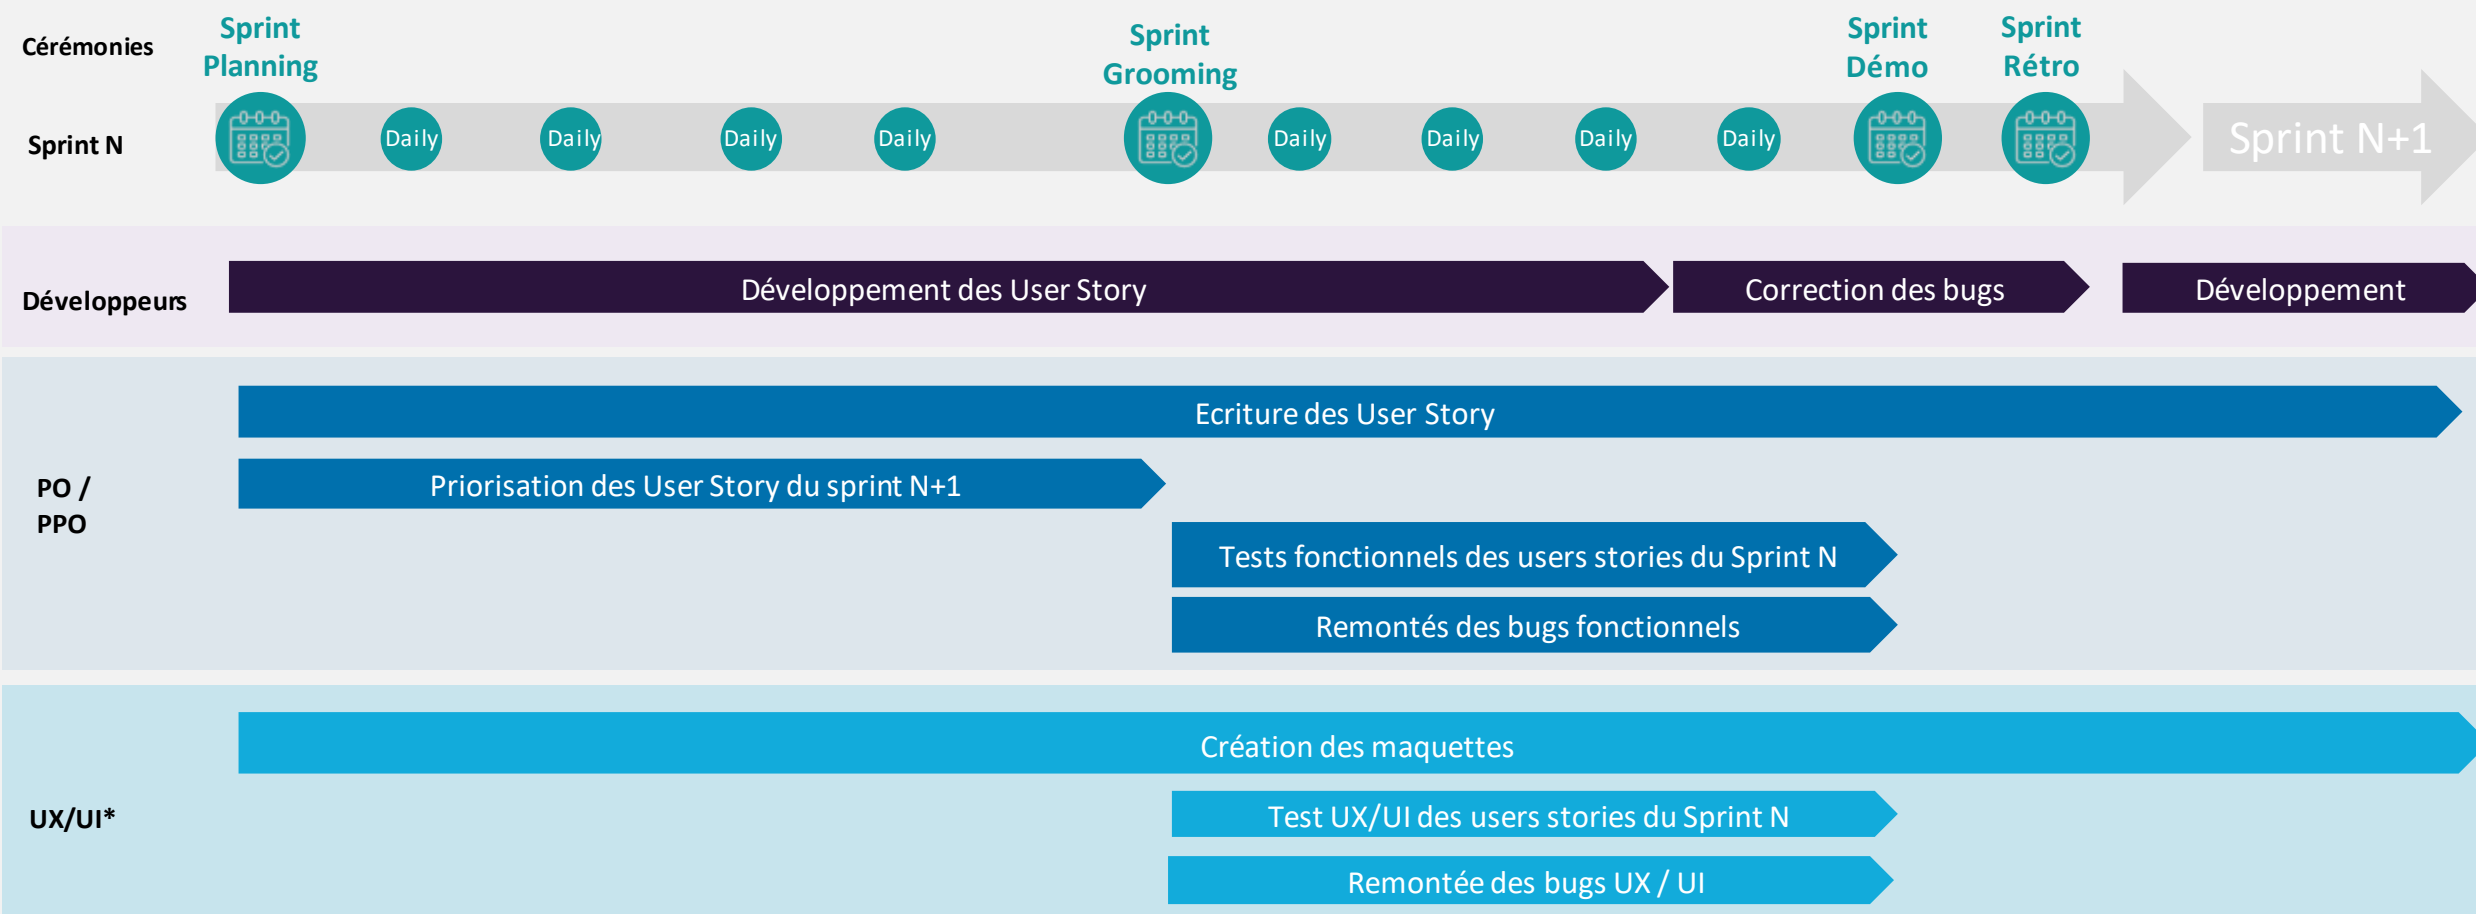 Cérémonies
Sprint
Planning
Sprint
Grooming
Sprint
Démo
Sprint
Rétro
Sprint N
Daily
Daily
Daily
Daily
Daily
Daily
Daily
Daily
Sprint N+1
Développeurs
Développement des User Story
Correction des bugs
Développement
PO /
PPO
Ecriture des User Story
Priorisation des User Story du sprint N+1
Tests fonctionnels des users stories du Sprint N
Remontés des bugs fonctionnels
UX/UI*
Création des maquettes
Test UX/UI des users stories du Sprint N
Remontée des bugs UX / UI